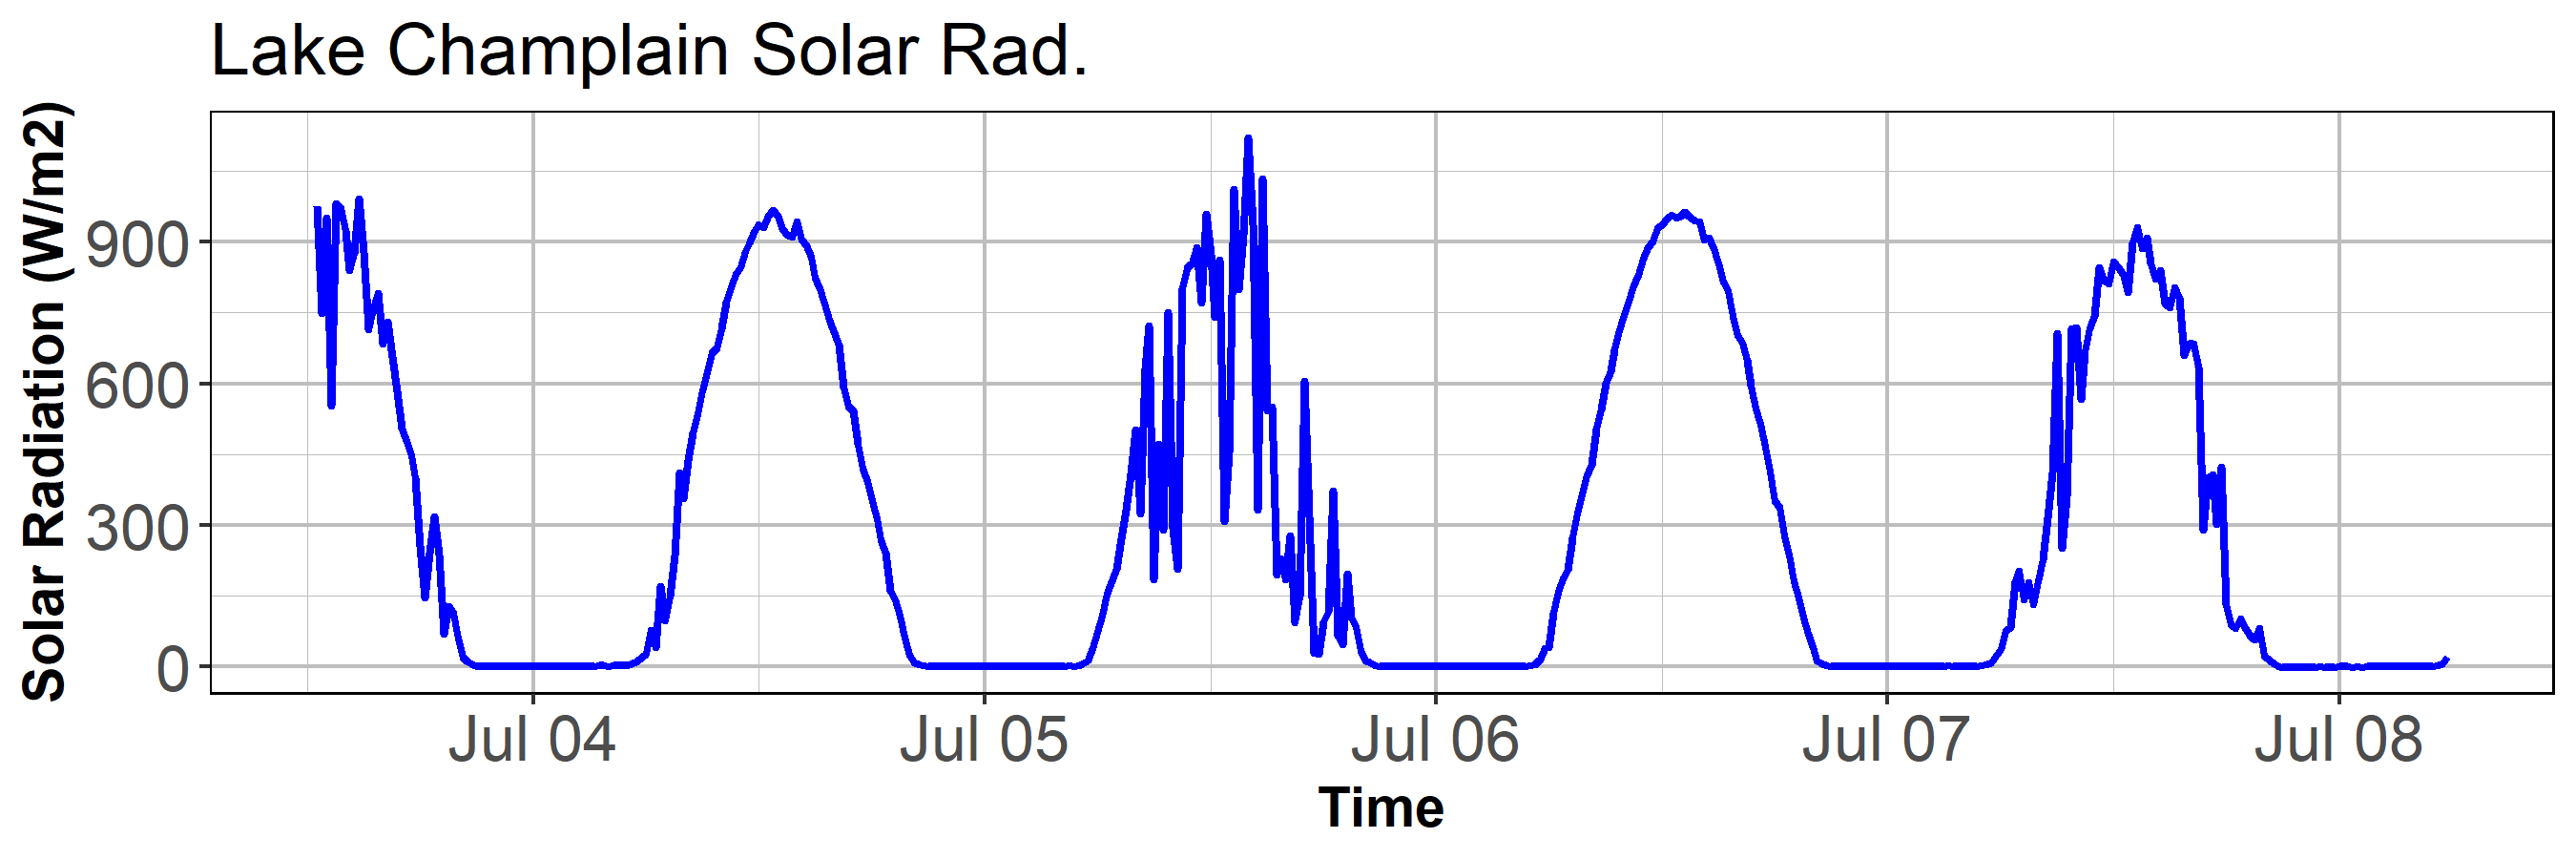 Lake Champlain Solar Rad.
Solar Radiation (W/m2)
900
600
300
0
Jul 04 Jul 05 Jul 06 Jul 07 Jul 08
Time